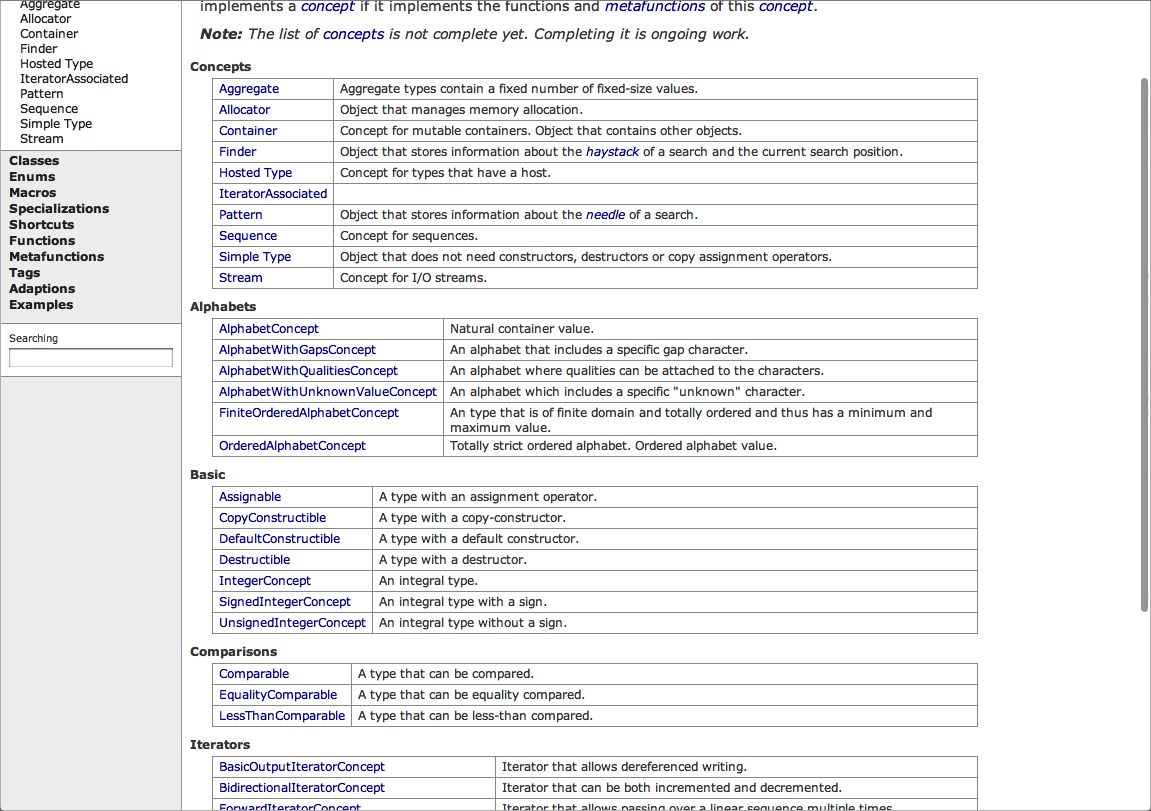 Aggregate
Allocator
Container
Finder
Hosted Type
IteratorAssociated
Pattern
Sequence
Simple Type
Stream
Classes
Enums
Macros
Specializations
Shortcuts
Functions
Metafunctions
Tags
Adaptions
Examples
Searching
implements a concept if it implements the functions and metafunctions of this concept.
Note: The list of concepts is not complete yet. Completing it is ongoing work.
Concepts
Aggregate Aggregate types contain a fixed number of fixed-size values.
Allocator Object that manages memory allocation.
Container Concept for mutable containers. Object that contains other objects.
Finder Object that stores information about the haystack of a search and the current search position.
Hosted Type Concept for types that have a host.
IteratorAssociated
Pattern Object that stores information about the needle of a search.
Sequence Concept for sequences.
Simple Type Object that does not need constructors, destructors or copy assignment operators.
Stream Concept for I/O streams.
Alphabets
AlphabetConcept Natural container value.
AlphabetWithGapsConcept An alphabet that includes a specific gap character.
AlphabetWithQualitiesConcept An alphabet where qualities can be attached to the characters.
AlphabetWithUnknownValueConcept An alphabet which includes a specific "unknown" character.
FiniteOrderedAlphabetConcept An type that is of finite domain and totally ordered and thus has a minimum and
maximum value.
OrderedAlphabetConcept Totally strict ordered alphabet. Ordered alphabet value.
Basic
Assignable A type with an assignment operator.
CopyConstructible A type with a copy-constructor.
DefaultConstructible A type with a default constructor.
Destructible A type with a destructor.
IntegerConcept An integral type.
SignedIntegerConcept An integral type with a sign.
UnsignedIntegerConcept An integral type without a sign.
Comparisons
Comparable A type that can be compared.
EqualityComparable A type that can be equality compared.
LessThanComparable A type that can be less-than compared.
Iterators
BasicOutputIteratorConcept Iterator that allows dereferenced writing.
BidirectionalIteratorConcept Iterator that can be both incremented and decremented.
ForwardIteratorConcept Iterator that allows passing over a linear sequence multiple times.